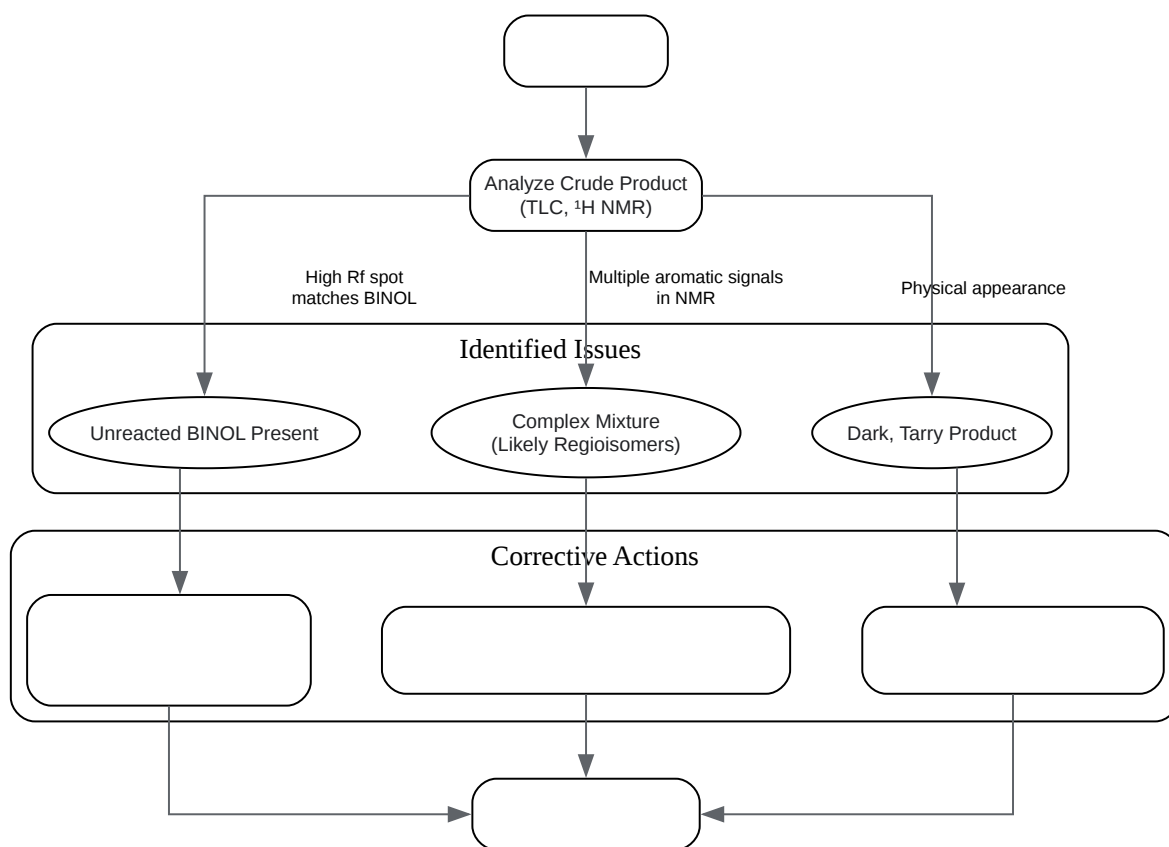 Analyze Crude Product
(TLC, ¹H NMR)
High Rf spot
matches BINOL
Multiple aromatic signals
in NMR
Physical appearance
Identified Issues
Unreacted BINOL Present
Complex Mixture
(Likely Regioisomers)
Dark, Tarry Product
Corrective Actions